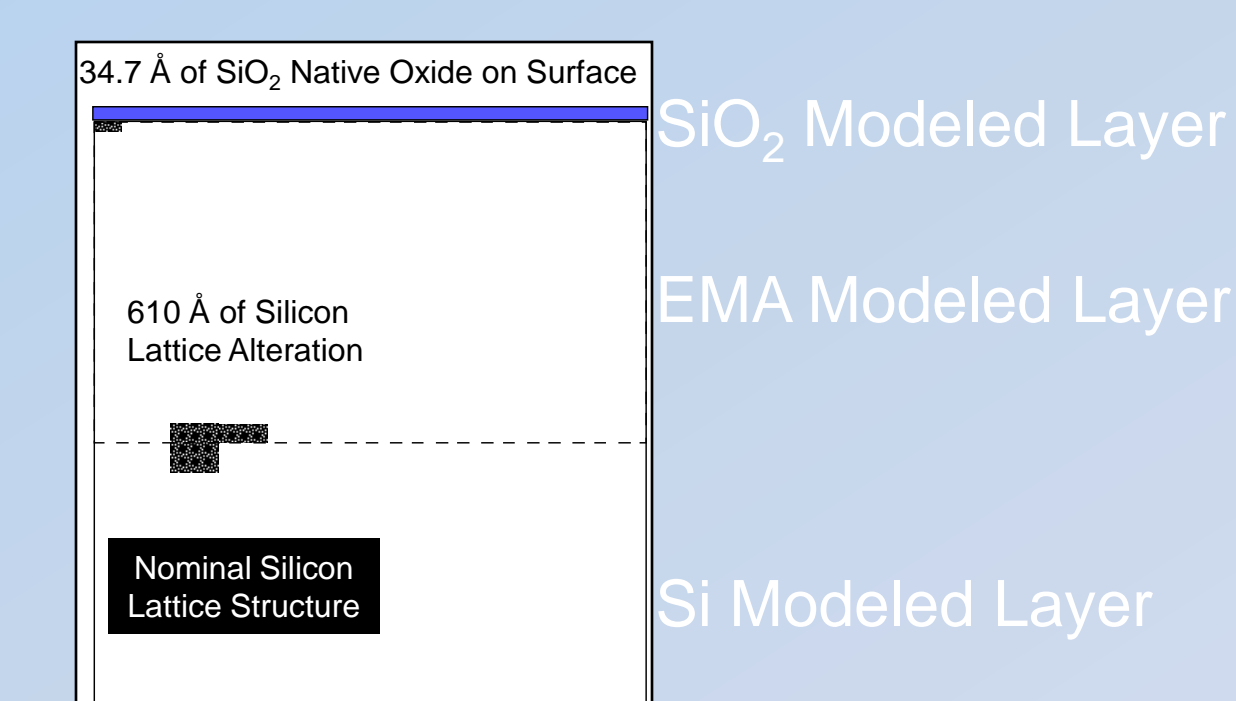 34.7 Å of SiO₂ Native Oxide on Surface
SiO₂ Modeled Layer
610 Å of Silicon
Lattice Alteration
EMA Modeled Layer
Nominal Silicon
Lattice Structure
Si Modeled Layer